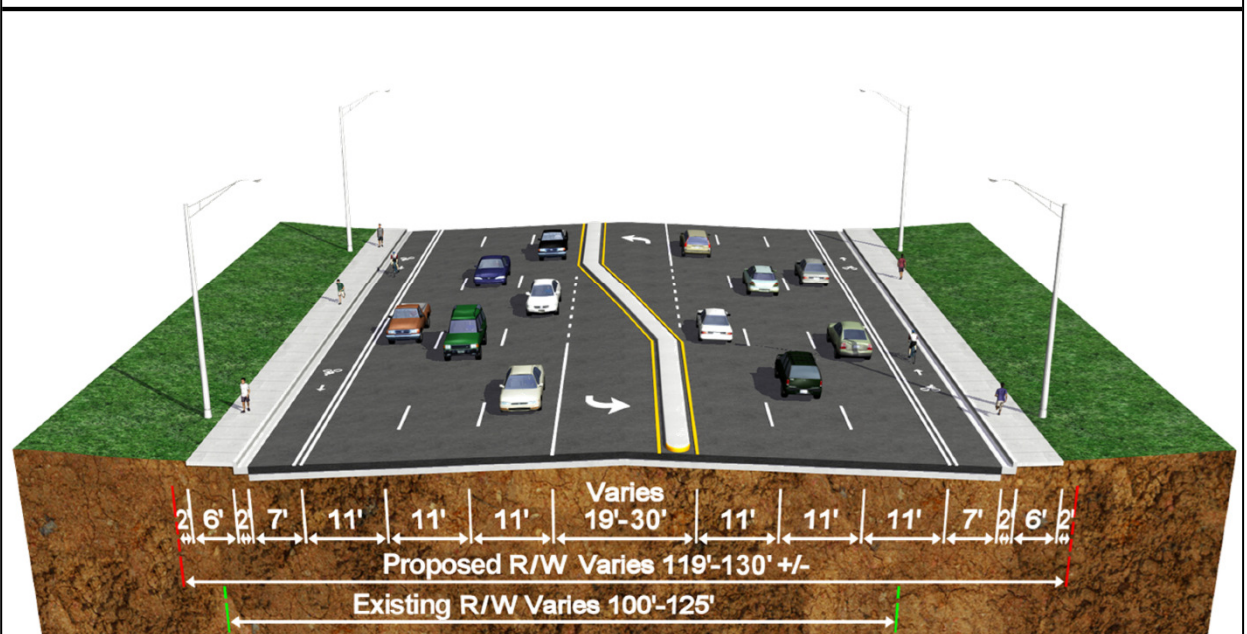 Varies
2' 6' 2' 7' 11' 11' 11' 19'-30' 11' 11' 11' 7' 2' 6' 2'
Proposed R/W Varies 119'-130' +/-
Existing R/W Varies 100'-125'